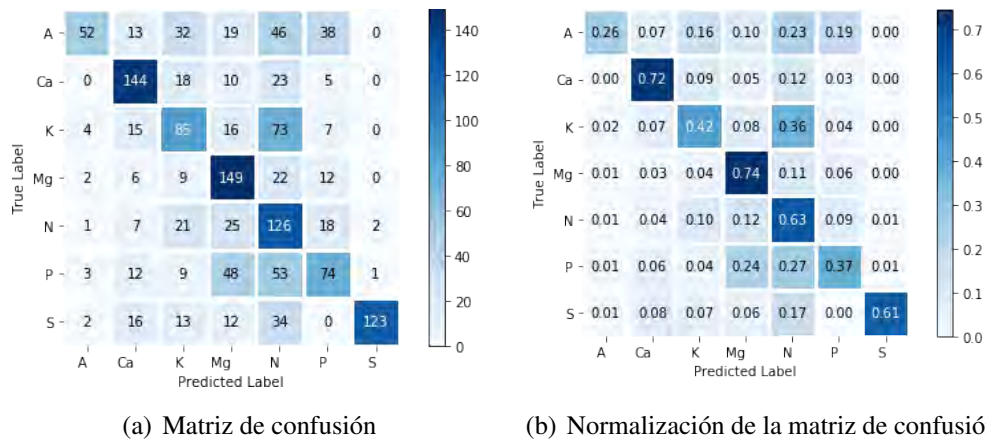 A - 52 13 32 19 46 38 0
Ca - 0 144 18 10 23 5 0
K - 4 15 85 16 73 7 0
Mg - 2 6 9 149 22 12 0
N - 1 7 21 25 126 18 2
P - 3 12 9 48 53 74 1
S - 2 16 13 12 34 0 123
A Ca K Mg N P S
Predicted Label
True Label
140
120
100
80
60
40
20
0
(a) Matriz de confusión
A - 0.26 0.07 0.16 0.10 0.23 0.19 0.00
Ca - 0.00 0.72 0.09 0.05 0.12 0.03 0.00
K - 0.02 0.07 0.42 0.08 0.36 0.04 0.00
Mg - 0.01 0.03 0.04 0.74 0.11 0.06 0.00
N - 0.01 0.04 0.10 0.12 0.63 0.09 0.01
P - 0.01 0.06 0.04 0.24 0.27 0.37 0.01
S - 0.01 0.08 0.07 0.06 0.17 0.00 0.61
A Ca K Mg N P S
Predicted Label
True Label
0.7
0.6
0.5
0.4
0.3
0.2
0.1
0.0
(b) Normalización de la matriz de confusió